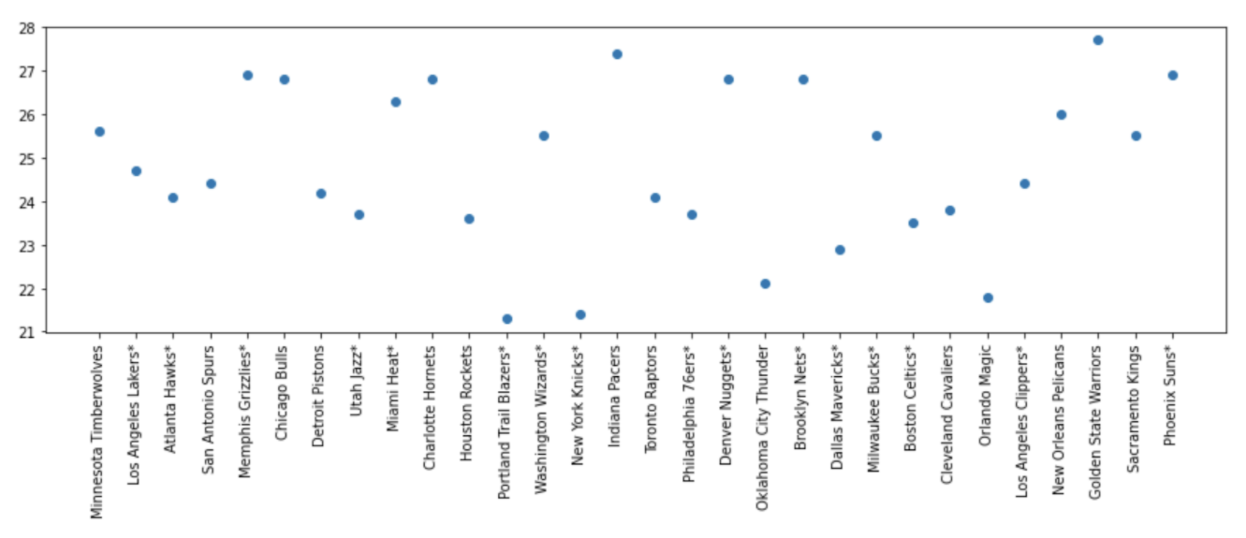 28
27
26
25
24
23
22
21
Minnesota Timberwolves
Los Angeles Lakers*
Atlanta Hawks*
San Antonio Spurs
Memphis Grizzlies*
Chicago Bulls
Detroit Pistons
Utah Jazz*
Miami Heat*
Charlotte Hornets
Houston Rockets
Portland Trail Blazers*
Washington Wizards*
New York Knicks*
Indiana Pacers
Toronto Raptors
Philadelphia 76ers*
Denver Nuggets*
Oklahoma City Thunder
Brooklyn Nets*
Dallas Mavericks*
Milwaukee Bucks*
Boston Celtics*
Cleveland Cavaliers
Orlando Magic
Los Angeles Clippers*
New Orleans Pelicans
Golden State Warriors
Sacramento Kings
Phoenix Suns*